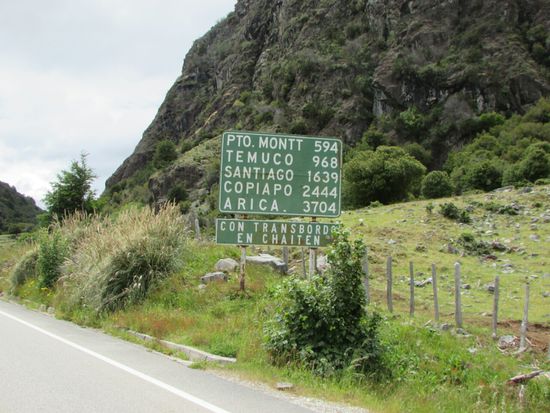 PTO. MONTT 594
TEMUCO 968
SANTIAGO 1639
COPIAPO 2444
ARICA. 3704
CON TRANSBORDO
EN CHAITEN